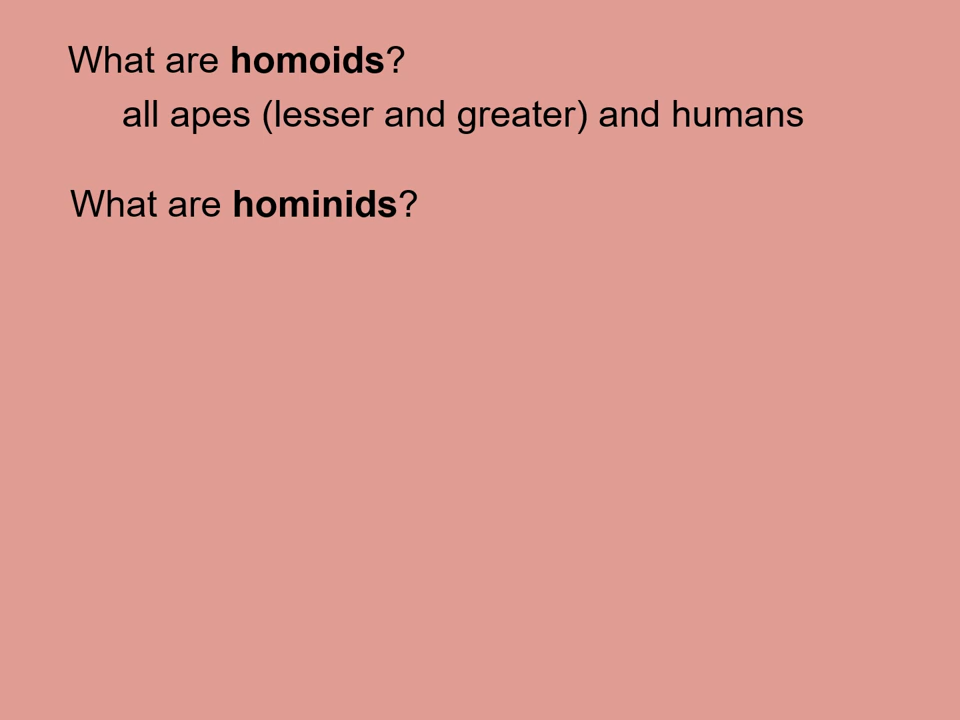 What are homoids?
all apes (lesser and greater) and humans
What are hominids?